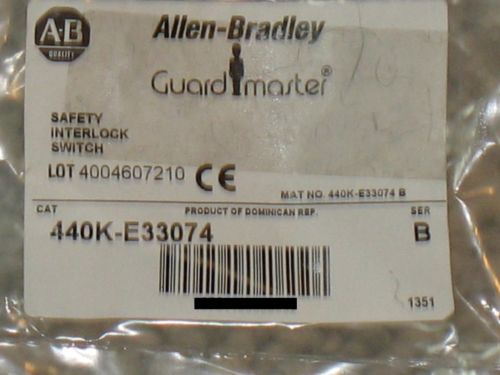 A-B
QUALITY
Allen-Bradley
Guardmaster®
SAFETY
INTERLOCK
SWITCH
LOT 4004607210 CE
MAT NO. 440K-E33074 B
CAT PRODUCT OF DOMINICAN REP. SER
440K-E33074 B
1351